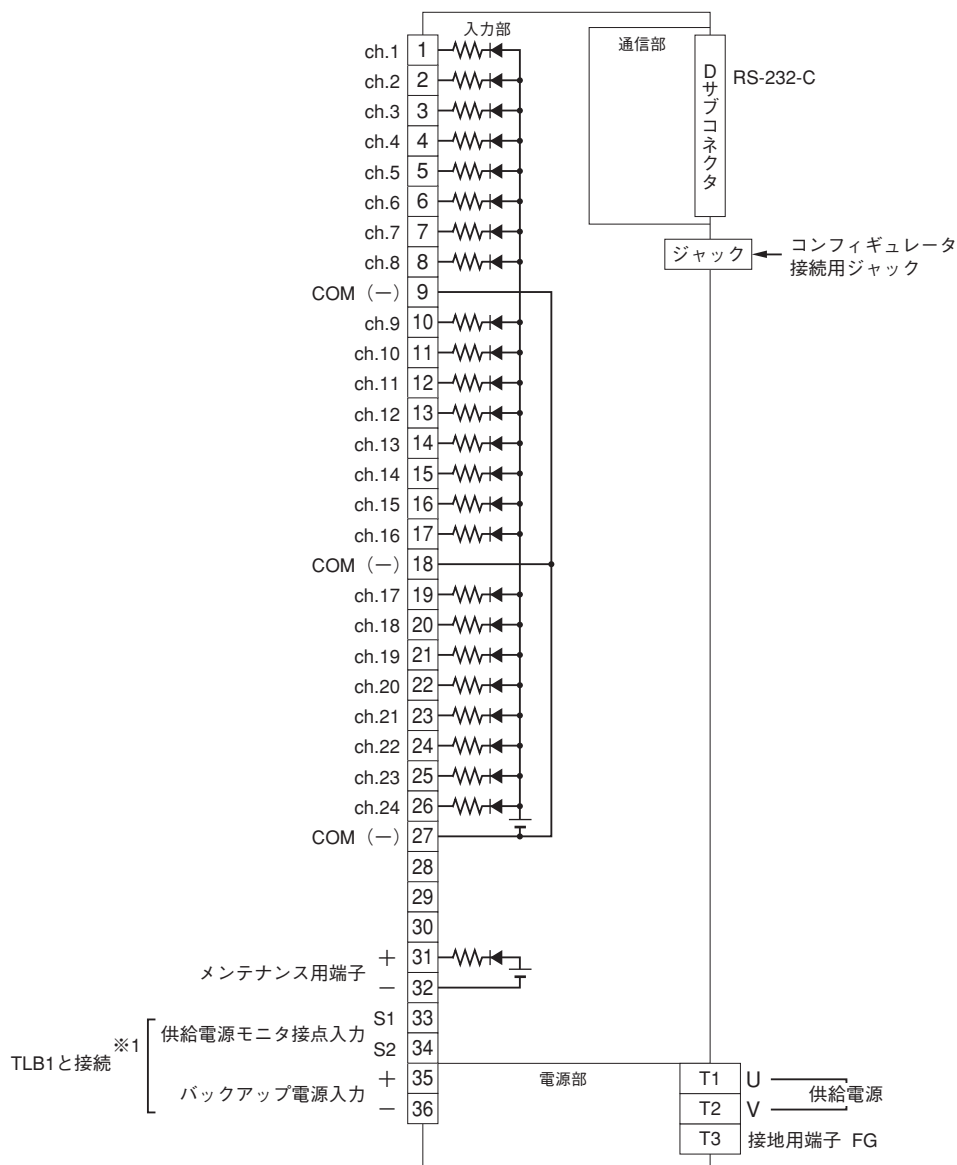 入力部
通信部
ch.1 1
ch.2 2
ch.3 3
ch.4 4
ch.5 5
ch.6 6
ch.7 7
ch.8 8
COM（－） 9
ch.9 10
ch.10 11
ch.11 12
ch.12 13
ch.13 14
ch.14 15
ch.15 16
ch.16 17
COM（－） 18
ch.17 19
ch.18 20
ch.19 21
ch.20 22
ch.21 23
ch.22 24
ch.23 25
ch.24 26
COM（－） 27
28
29
30
メンテナンス用端子
＋ 31
－ 32
TLB1と接続 ※1
供給電源モニタ接点入力
S1 33
S2 34
バックアップ電源入力
＋ 35
－ 36
Dサブコネクタ
RS-232-C
ジャック
コンフィギュレータ
接続用ジャック
電源部
T1 U
T2 V
供給電源
T3 接地用端子 FG